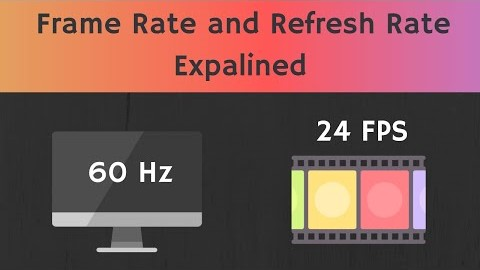 Frame Rate and Refresh Rate
Expalined
24 FPS
60 Hz